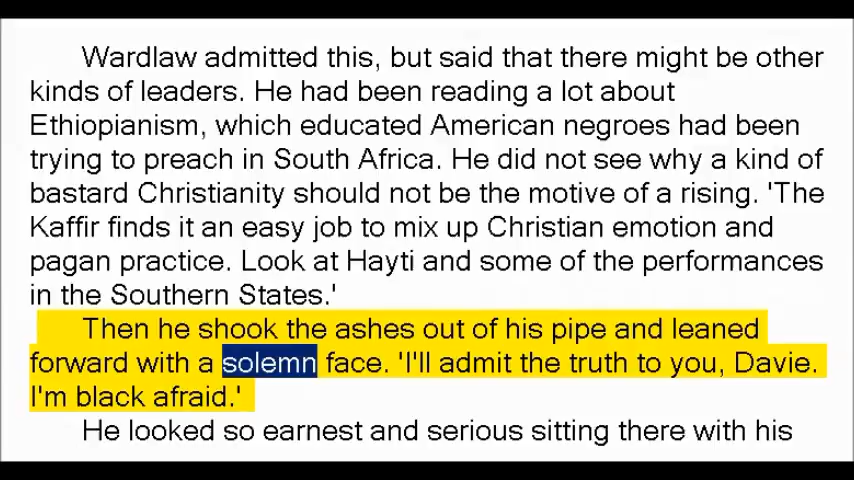 Wardlaw admitted this, but said that there might be other
kinds of leaders. He had been reading a lot about
Ethiopianism, which educated American negroes had been
trying to preach in South Africa. He did not see why a kind of
bastard Christianity should not be the motive of a rising. 'The
Kaffir finds it an easy job to mix up Christian emotion and
pagan practice. Look at Hayti and some of the performances
in the Southern States.'
Then he shook the ashes out of his pipe and leaned
forward with a solemn face. 'I'll admit the truth to you, Davie.
I'm black afraid.'
He looked so earnest and serious sitting there with his